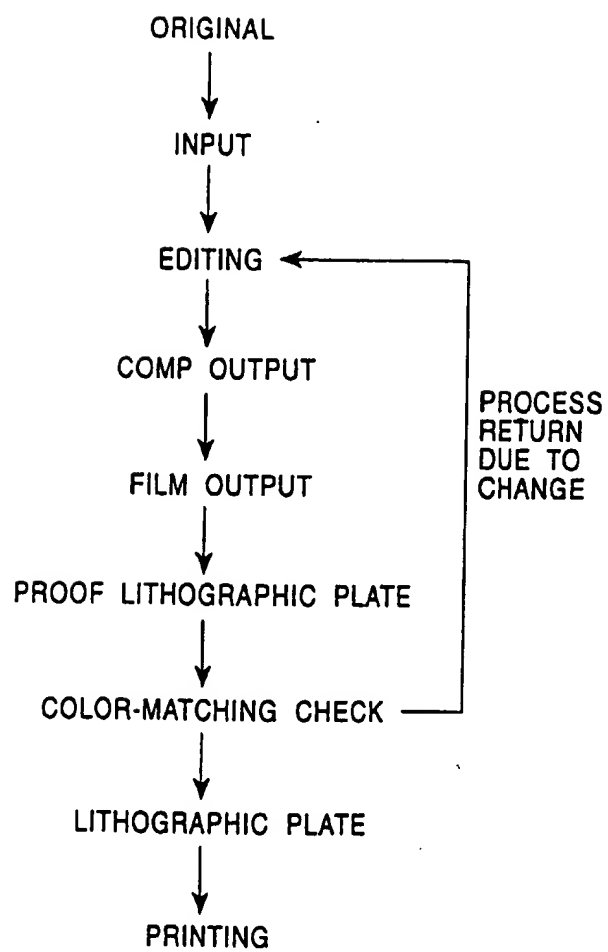 ORIGINAL
INPUT
EDITING
COMP OUTPUT
FILM OUTPUT
PROOF LITHOGRAPHIC PLATE
COLOR-MATCHING CHECK
LITHOGRAPHIC PLATE
PRINTING
PROCESS
RETURN
DUE TO
CHANGE